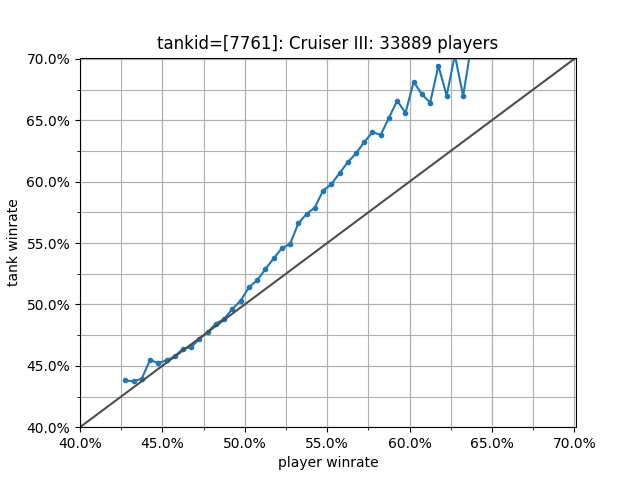 tankid=[7761]: Cruiser III: 33889 players
70.0%
65.0%
60.0%
55.0%
50.0%
45.0%
40.0%
tank winrate
40.0% 45.0% 50.0% 55.0% 60.0% 65.0% 70.0%
player winrate